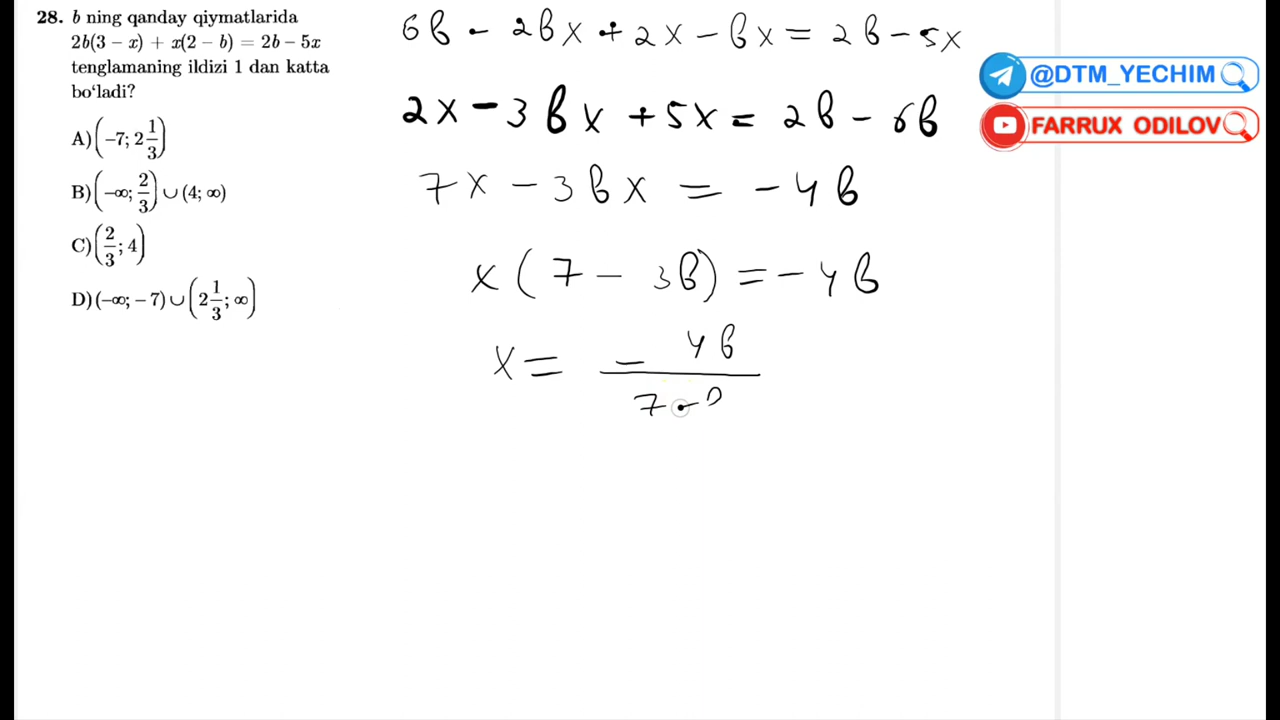 28. b ning qanday qiymatlarida
2b(3 − x) + x(2 − b) = 2b − 5x
tenglamaning ildizi 1 dan katta
bo‘ladi?
A) (−7; 2 1/3)
B) (−∞; 2/3) ∪ (4; ∞)
C) (2/3; 4)
D) (−∞; −7) ∪ (2 1/3; ∞)
6b - 2bx + 2x - bx = 2b - 5x
2x - 3bx + 5x = 2b - 6b
7x - 3bx = -4b
x(7 - 3b) = -4b
x = - 4b
7 -
@DTM_YECHIM
FARRUX ODILOV